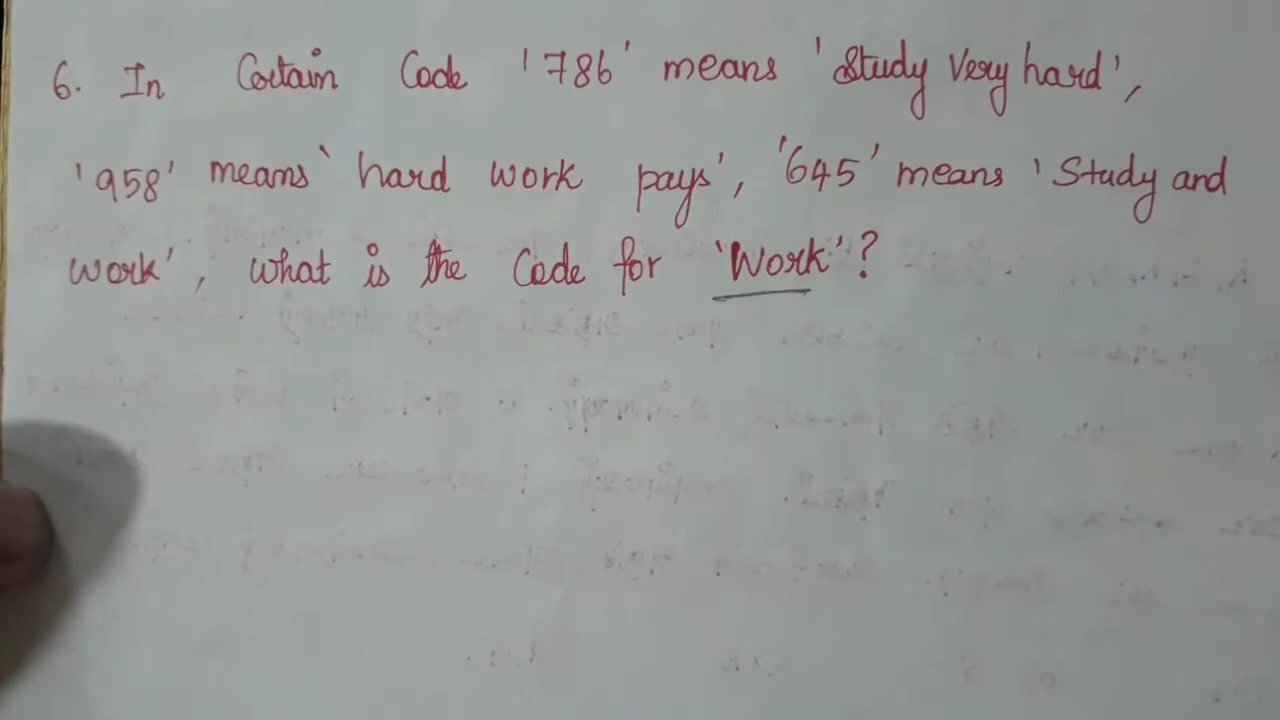 6. In Certain Code '786' means 'Study Very hard',
'958' means 'hard work pays', '645' means 'Study and
work', what is the Code for 'Work'?